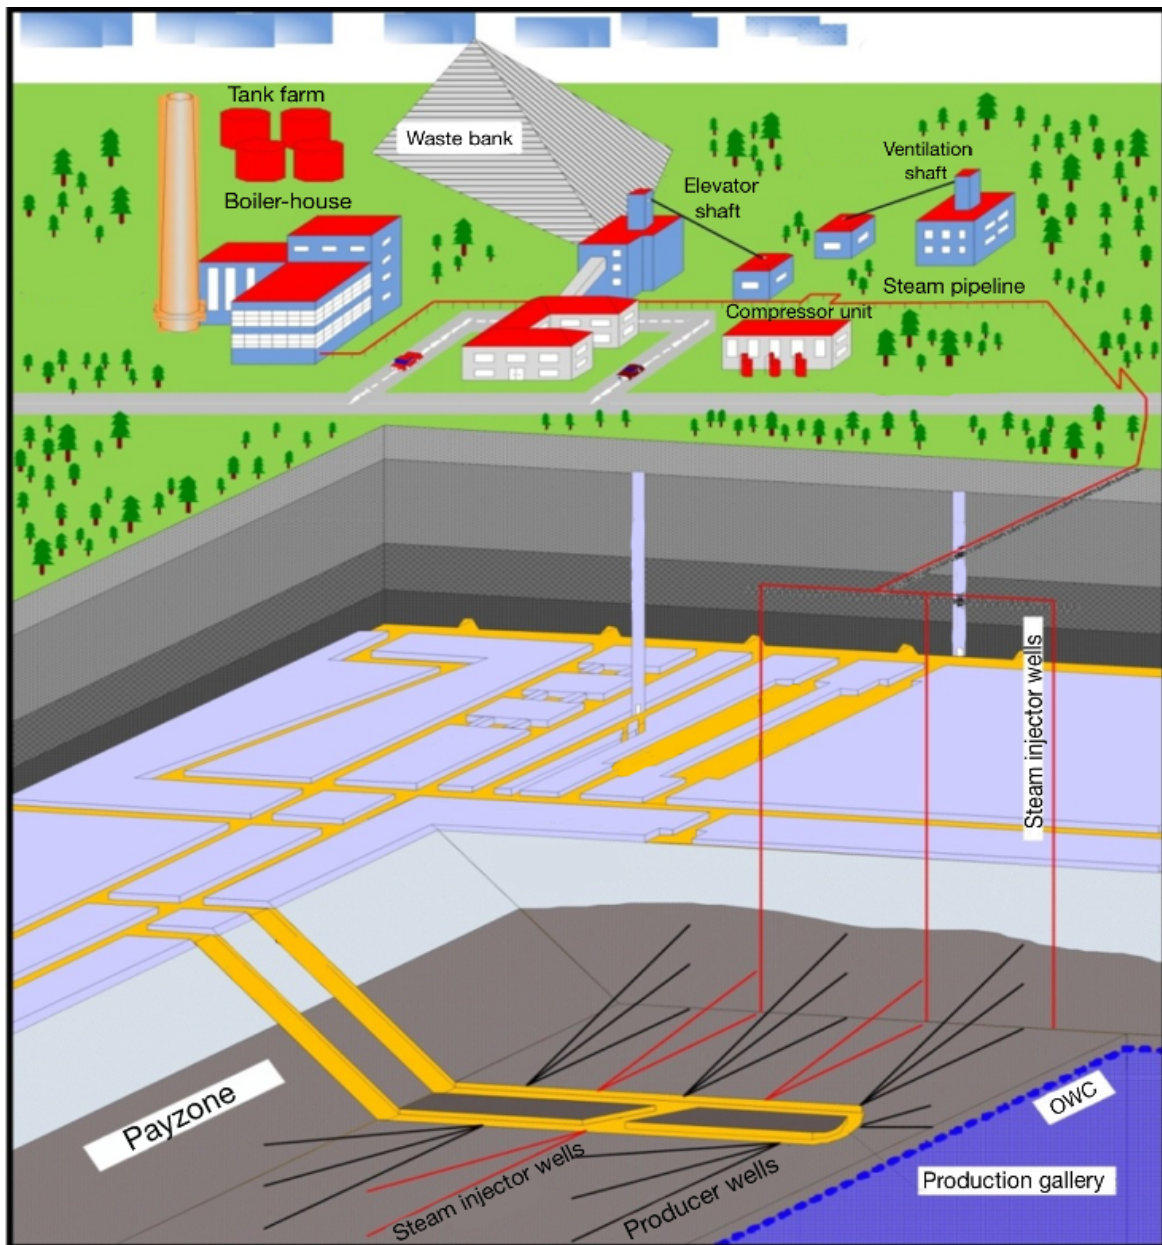 Tank farm
Waste bank
Ventilation
shaft
Elevator
shaft
Boiler-house
Steam pipeline
Compressor unit
Steam injector wells
Payzone
OWC
Steam injector wells
Producer wells
Production gallery